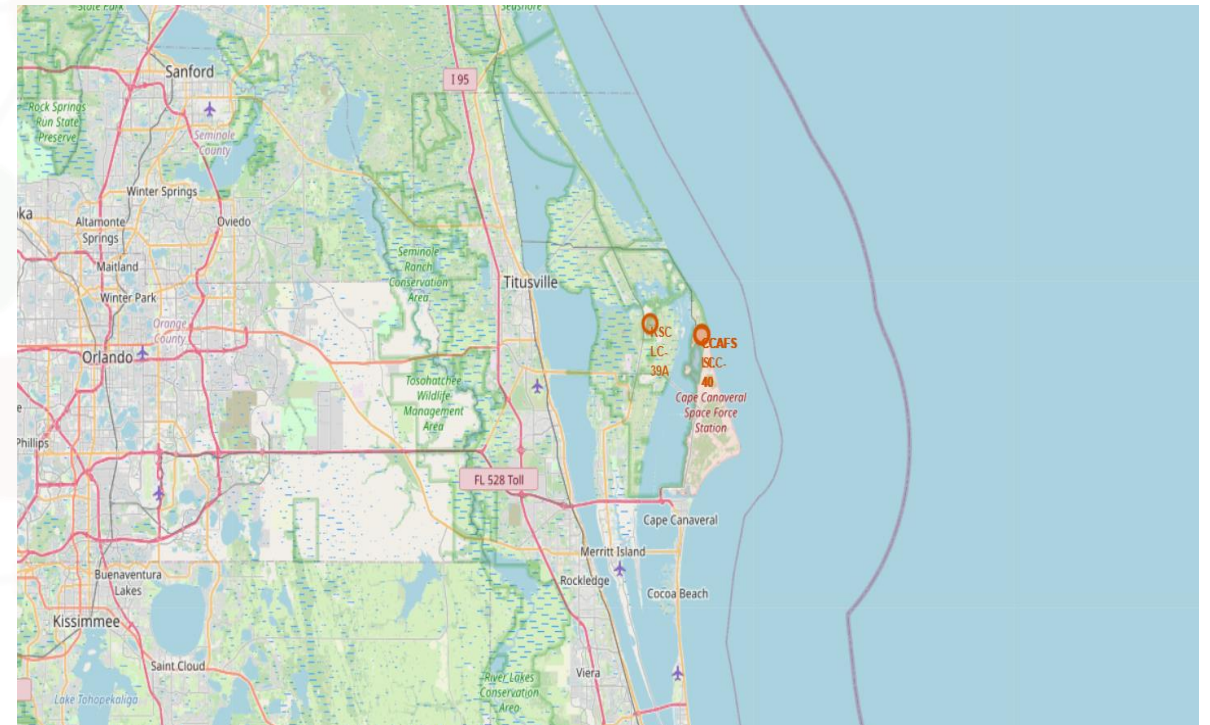 State Park
Seashore
Sanford
I 95
Rock Springs
Run State
Preserve
Seminole
County
Winter Springs
Oviedo
Altamonte
Springs
Seminole
Ranch
Conservation
Area
Maitland
Titusville
Winter Park
Orange
County
KSC
LC-
39A
CCAFS
40
Orlando
Tosohatchee
Wildlife
Management
Area
Cape Canaveral
Space Force
Station
Phillips
FL 528 Toll
Cape Canaveral
Merritt Island
Buenaventura
Lakes
Rockledge
Cocoa Beach
Kissimmee
Saint Cloud
Viera
River Lakes
Conservation
Area
Lake Tohopekaliga